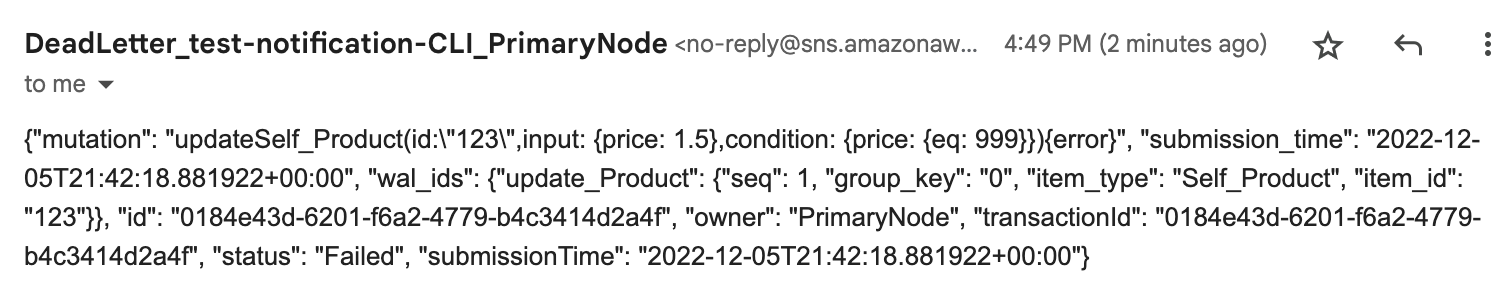 DeadLetter_test-notification-CLI_PrimaryNode <no-reply@sns.amazonaw... 4:49 PM (2 minutes ago)
to me
{"mutation": "updateSelf_Product(id:\"123\",input: {price: 1.5},condition: {price: {eq: 999}}){error}", "submission_time": "2022-12-
05T21:42:18.881922+00:00", "wal_ids": {"update_Product": {"seq": 1, "group_key": "0", "item_type": "Self_Product", "item_id":
"123"}}, "id": "0184e43d-6201-f6a2-4779-b4c3414d2a4f", "owner": "PrimaryNode", "transactionId": "0184e43d-6201-f6a2-4779-
b4c3414d2a4f", "status": "Failed", "submissionTime": "2022-12-05T21:42:18.881922+00:00"}